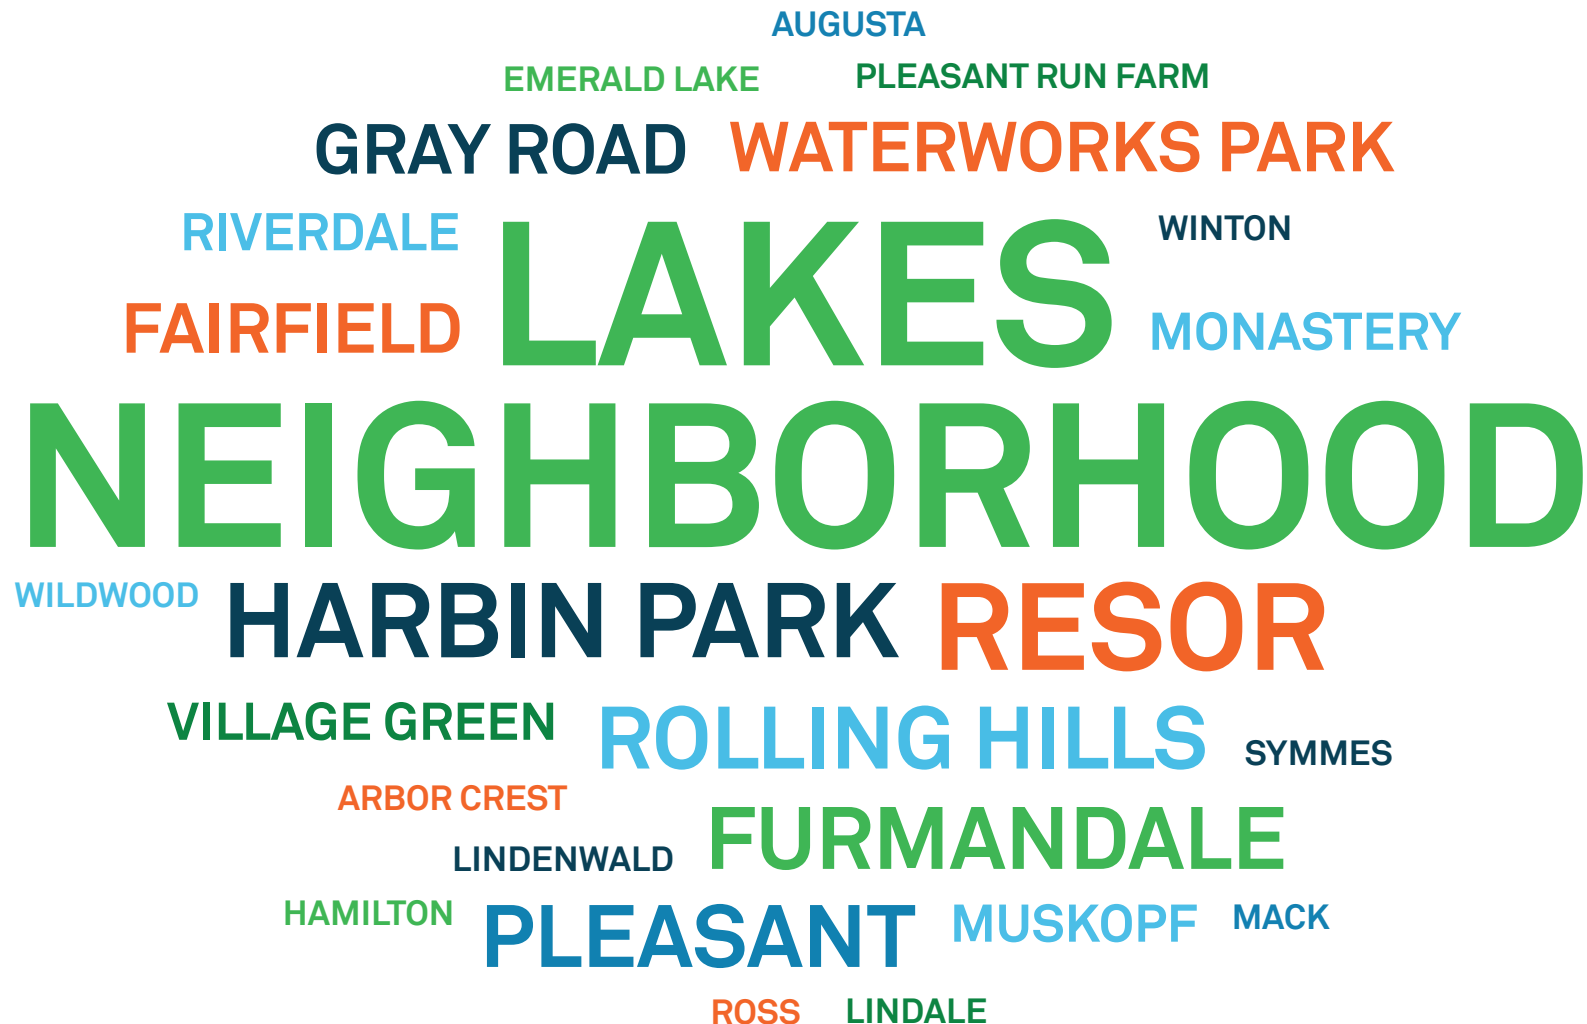 AUGUSTA
EMERALD LAKE PLEASANT RUN FARM
GRAY ROAD WATERWORKS PARK
RIVERDALE LAKES WINTON
FAIRFIELD MONASTERY
NEIGHBORHOOD
WILDWOOD HARBIN PARK RESOR
VILLAGE GREEN ROLLING HILLS SYMMES
ARBOR CREST FURMANDALE
LINDENWALD
HAMILTON PLEASANT MUSKOPF MACK
ROSS LINDALE